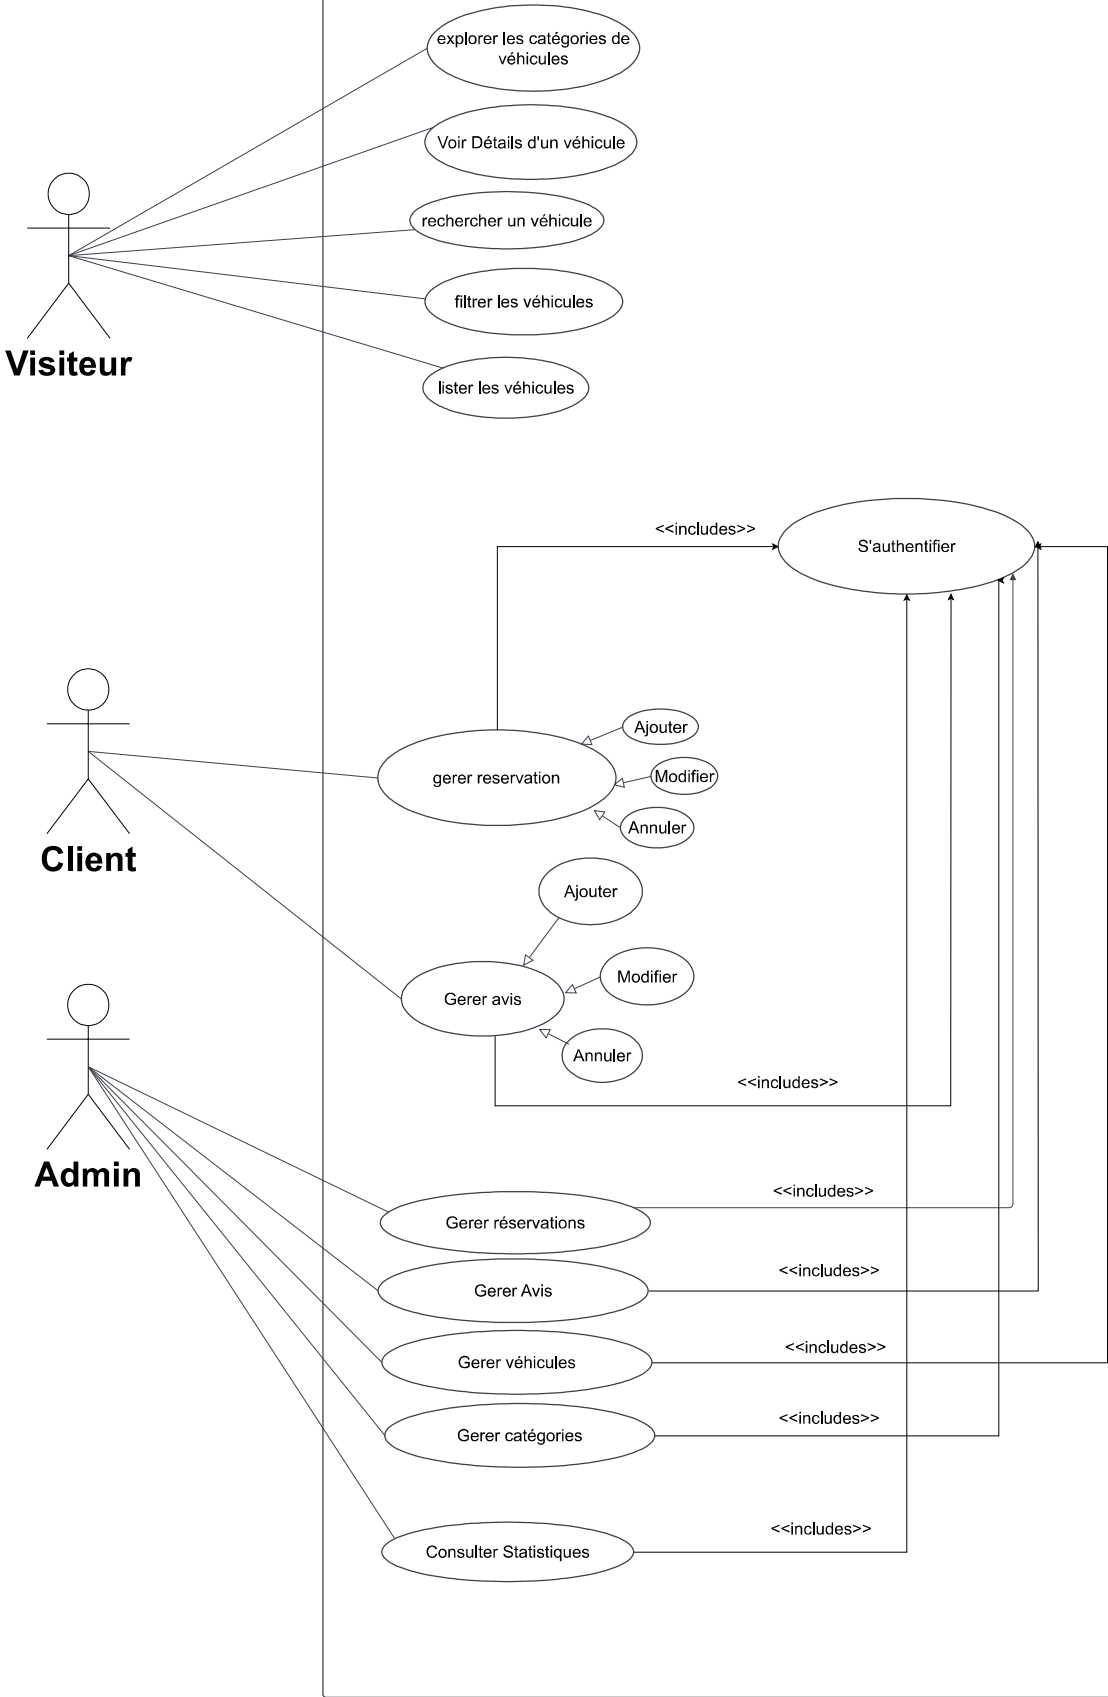 explorer les catégories de
véhicules
Voir Détails d'un véhicule
rechercher un véhicule
filtrer les véhicules
Visiteur
lister les véhicules
<<includes>>
S'authentifier
Ajouter
gerer reservation
Modifier
Annuler
Client
Ajouter
Modifier
Gerer avis
Annuler
<<includes>>
Admin
<<includes>>
Gerer réservations
<<includes>>
Gerer Avis
<<includes>>
Gerer véhicules
<<includes>>
Gerer catégories
<<includes>>
Consulter Statistiques